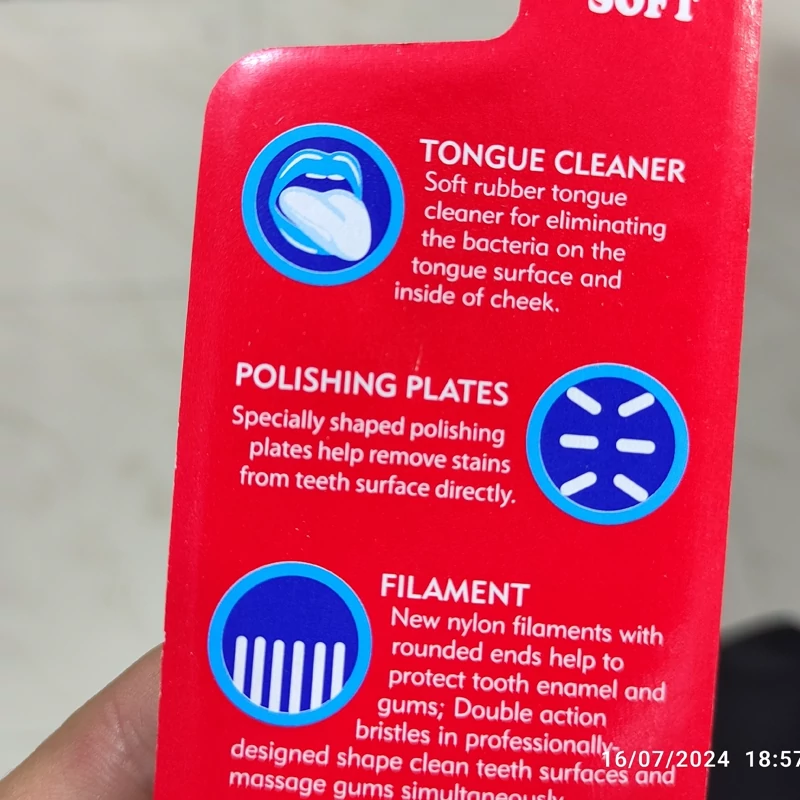 SOFT
TONGUE CLEANER
Soft rubber tongue
cleaner for eliminating
the bacteria on the
tongue surface and
inside of cheek.
POLISHING PLATES
Specially shaped polishing
plates help remove stains
from teeth surface directly.
FILAMENT
New nylon filaments with
rounded ends help to
protect tooth enamel and
gums; Double action
bristles in professionally-
designed shape clean teeth surfaces and
massage gums simultaneously.
16/07/2024 18:57